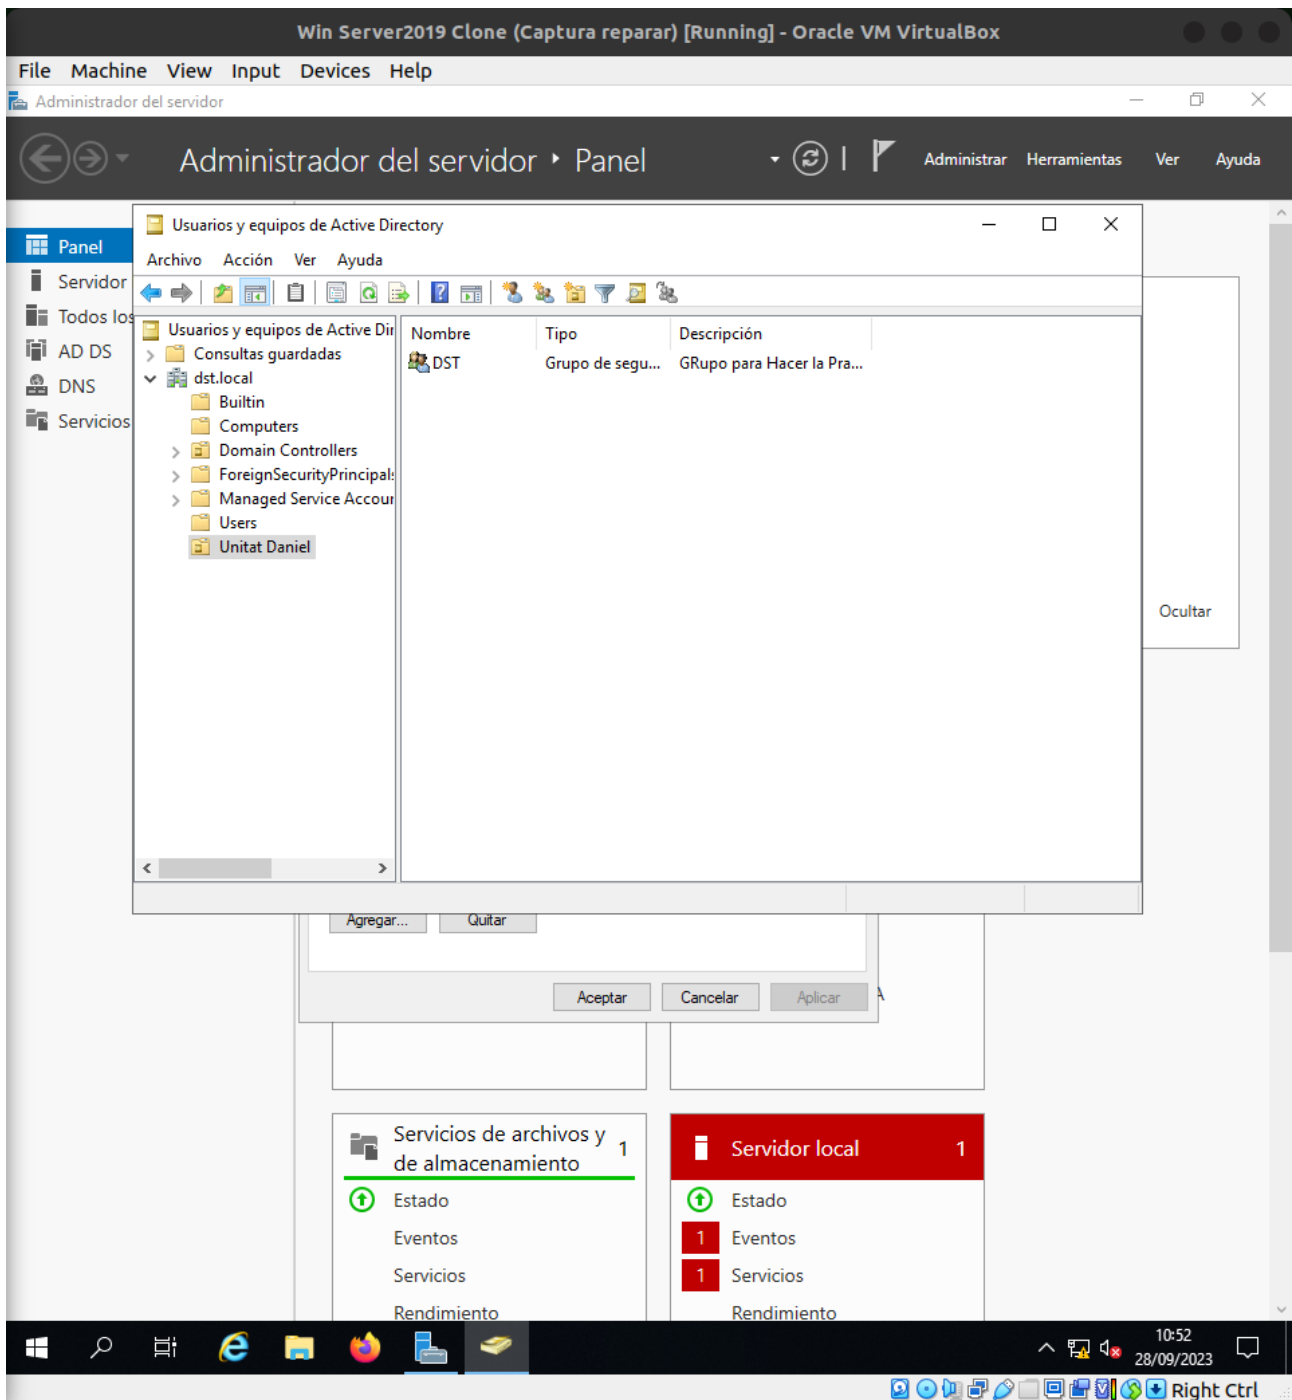 Win Server2019 Clone (Captura reparar) [Running] - Oracle VM VirtualBox
File Machine View Input Devices Help
Administrador del servidor
Administrador del servidor Panel
Administrar Herramientas Ver Ayuda
Panel
Servidor
Todos los
AD DS
DNS
Servicios
Usuarios y equipos de Active Directory
Archivo Acción Ver Ayuda
Usuarios y equipos de Active Dir
Consultas guardadas
dst.local
Builtin
Computers
Domain Controllers
ForeignSecurityPrincipals
Managed Service Accoun
Users
Unitat Daniel
Nombre Tipo Descripción
DST Grupo de segu... GRupo para Hacer la Pra...
Ocultar
Agregar... Quitar
Aceptar Cancelar Aplicar
Servicios de archivos y
de almacenamiento
1
Estado
Eventos
Servicios
Rendimiento
Servidor local 1
Estado
1 Eventos
1 Servicios
Rendimiento
10:52
28/09/2023
Right Ctrl